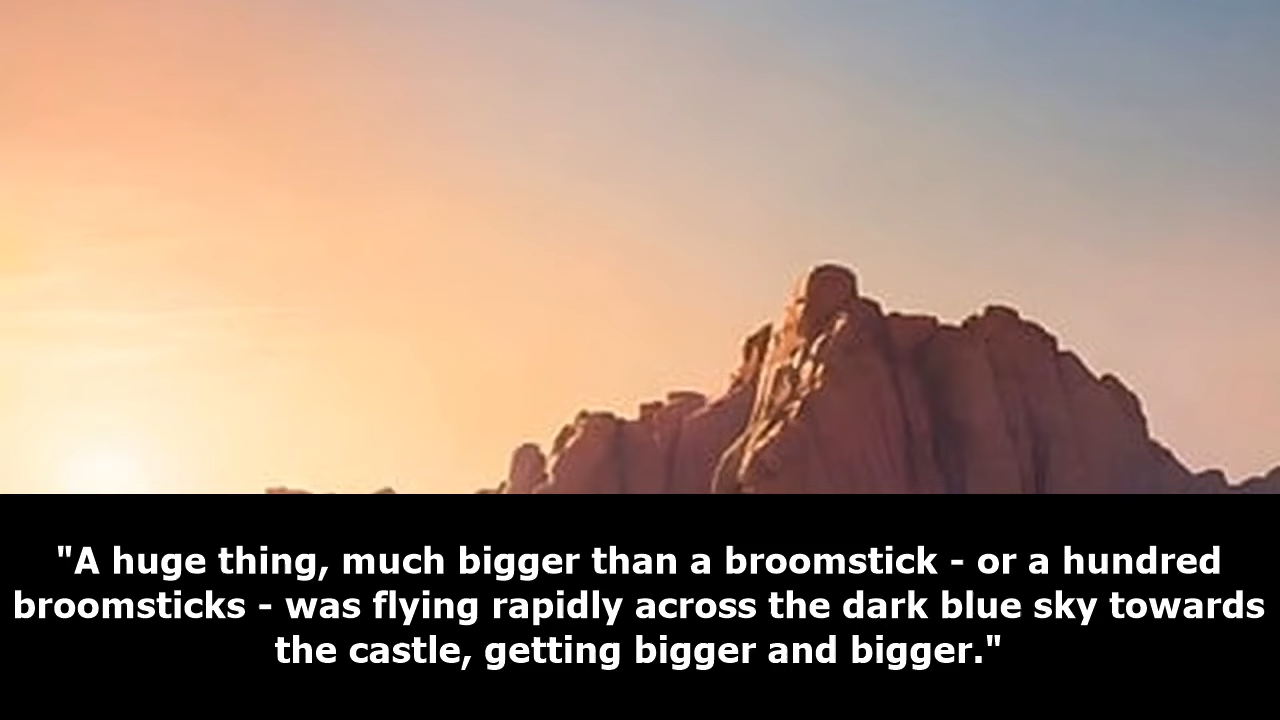 "A huge thing, much bigger than a broomstick - or a hundred
broomsticks - was flying rapidly across the dark blue sky towards
the castle, getting bigger and bigger."